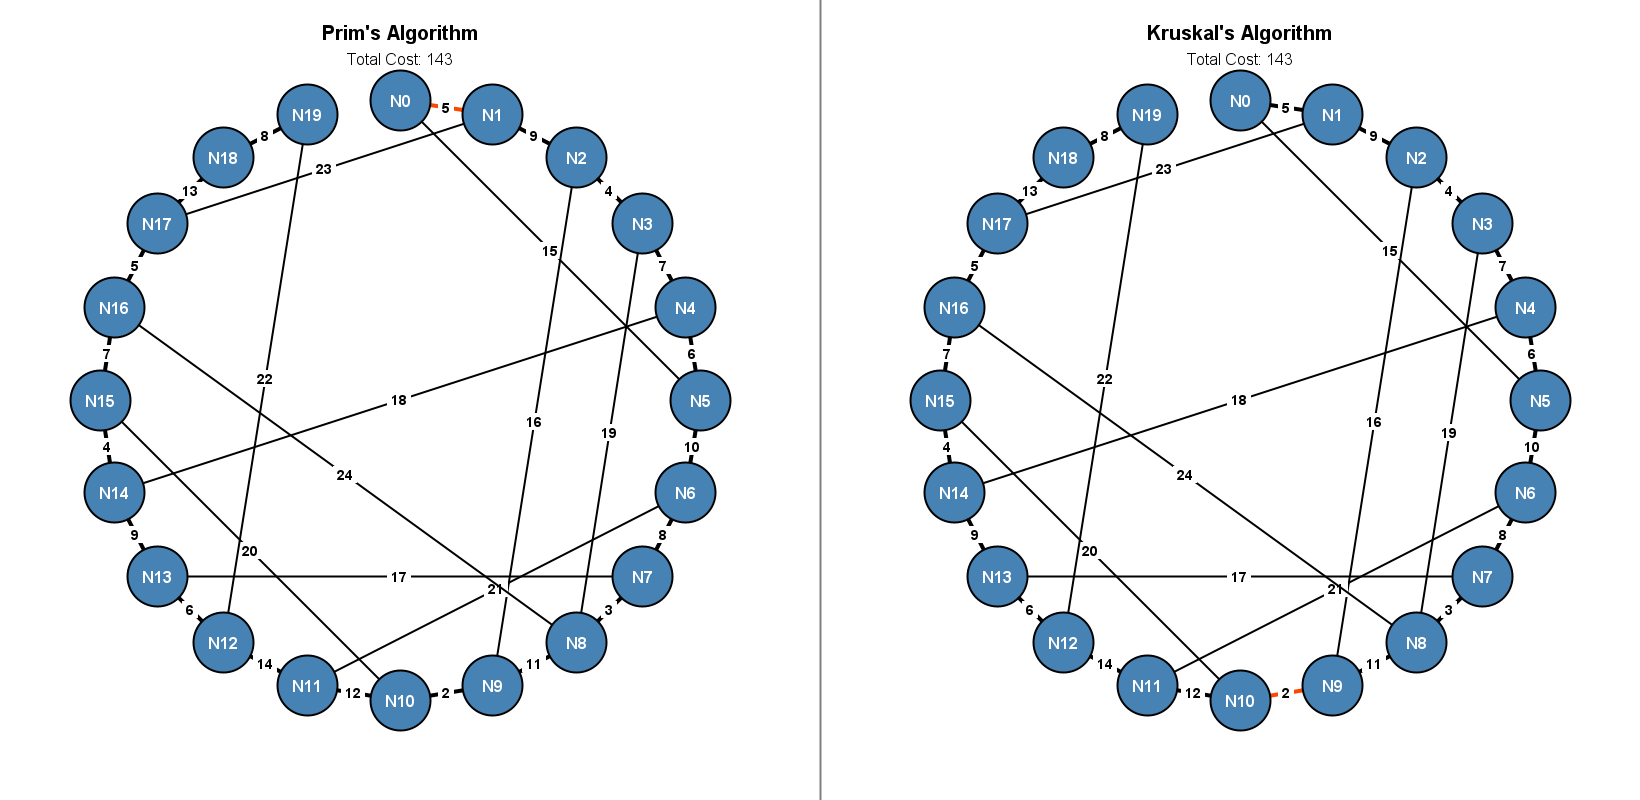 Prim's Algorithm
Total Cost: 143
N0
5
N1
N19
8
9
N18
N2
23
13
4
N17
N3
15
5
7
N16
N4
7
6
22
N15
18
N5
16
19
4
10
24
N14
N6
9
20
8
N13
17
N7
21
6
3
N12
N8
14
11
N11
12
N10
2
N9
Kruskal's Algorithm
Total Cost: 143
N0
5
N1
N19
8
9
N18
N2
23
13
4
N17
N3
15
5
7
N16
N4
7
6
22
N15
18
N5
16
19
4
10
24
N14
N6
9
20
8
N13
17
N7
21
6
3
N12
N8
14
11
N11
12
N10
2
N9